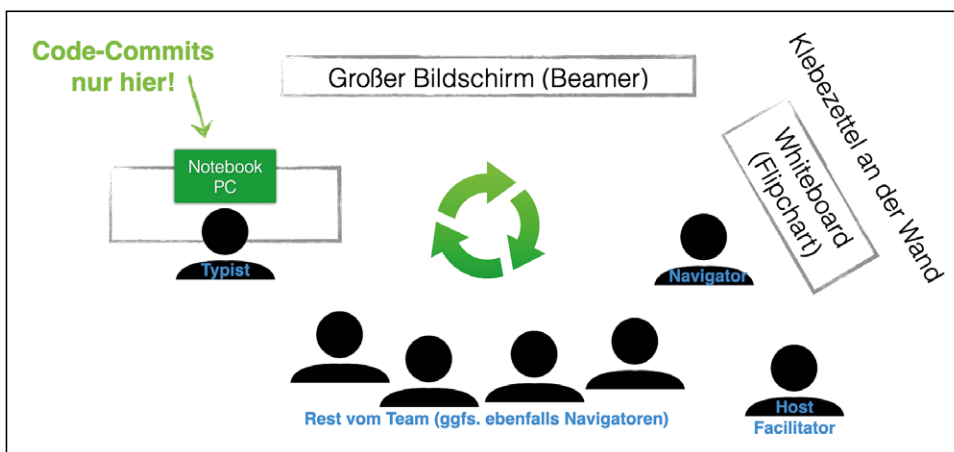 Code-Commits
nur hier!
Großer Bildschirm (Beamer)
Klebezettel an der Wand
Whiteboard
(Flipchart)
Notebook
PC
Typist
Navigator
Rest vom Team (ggfs. ebenfalls Navigatoren)
Host
Facilitator